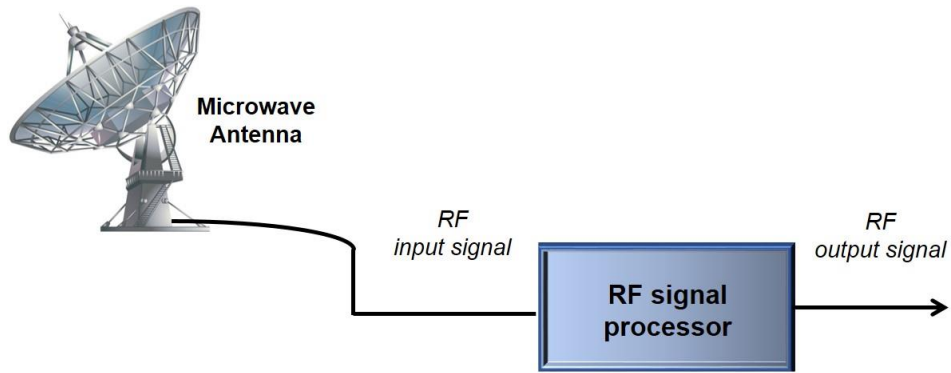 Microwave
Antenna
RF
input signal
RF signal
processor
RF
output signal